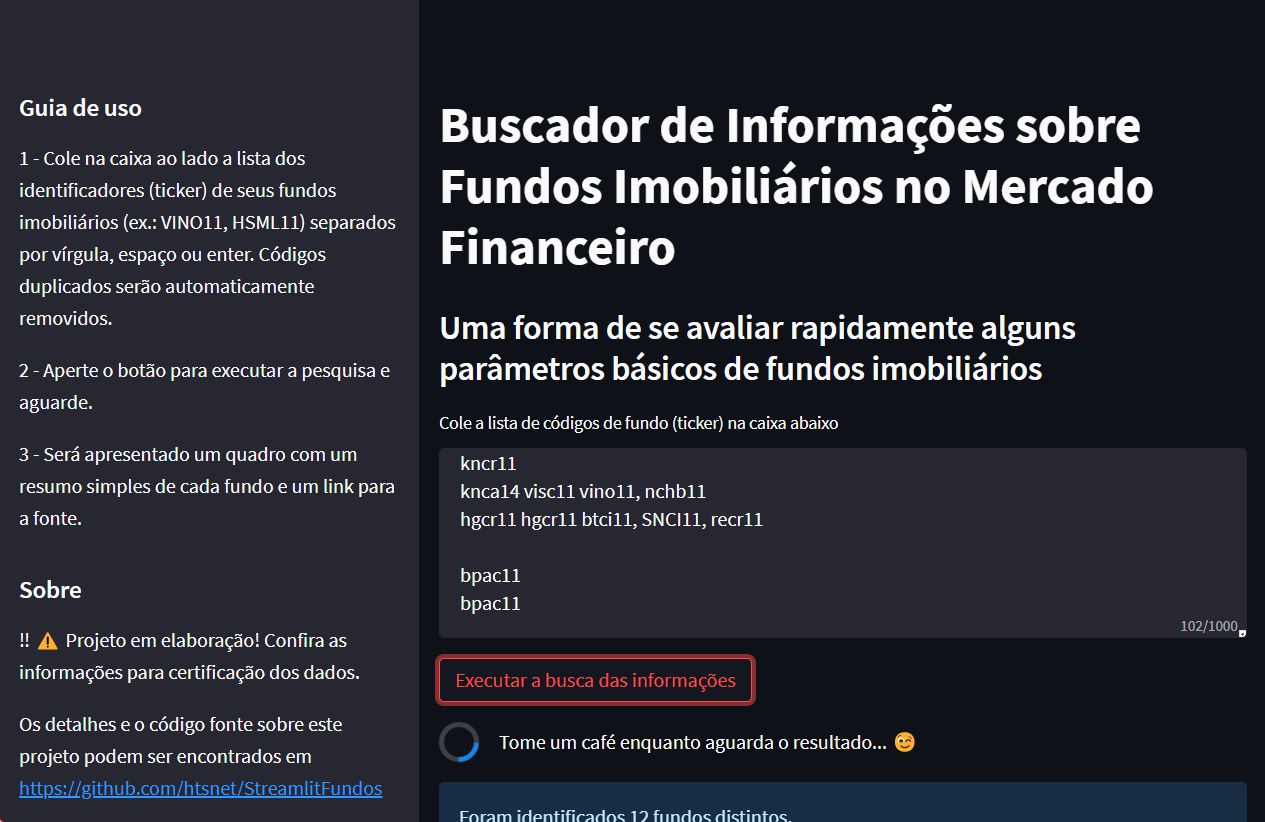 Guia de uso
1 - Cole na caixa ao lado a lista dos
identificadores (ticker) de seus fundos
imobiliários (ex.: VINO11, HSML11) separados
por vírgula, espaço ou enter. Códigos
duplicados serão automaticamente
removidos.
2 - Aperte o botão para executar a pesquisa e
aguarde.
3 - Será apresentado um quadro com um
resumo simples de cada fundo e um link para
a fonte.
Sobre
!! ⚠️ Projeto em elaboração! Confira as
informações para certificação dos dados.
Os detalhes e o código fonte sobre este
projeto podem ser encontrados em
https://github.com/htsnet/StreamlitFundos
Buscador de Informações sobre
Fundos Imobiliários no Mercado
Financeiro
Uma forma de se avaliar rapidamente alguns
parâmetros básicos de fundos imobiliários
Cole a lista de códigos de fundo (ticker) na caixa abaixo
kncr11
knca14 visc11 vino11, nchb11
hgcr11 hgcr11 btci11, SNCI11, recr11
bpac11
bpac11
102/1000
Executar a busca das informações
Tome um café enquanto aguarda o resultado... 😊
Foram identificados 12 fundos distintos.